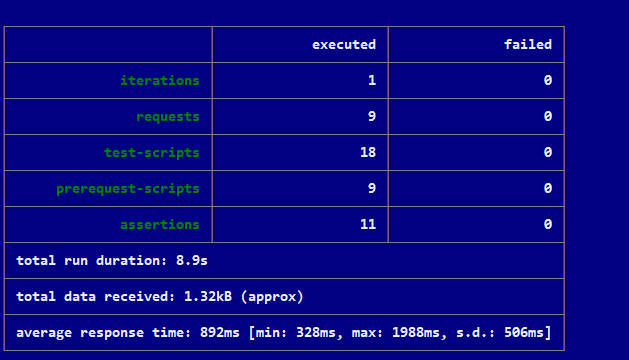 executed failed
iterations 1 0
requests 9 0
test-scripts 18 0
prerequest-scripts 9 0
assertions 11 0
total run duration: 8.9s
total data received: 1.32kB (approx)
average response time: 892ms [min: 328ms, max: 1988ms, s.d.: 506ms]